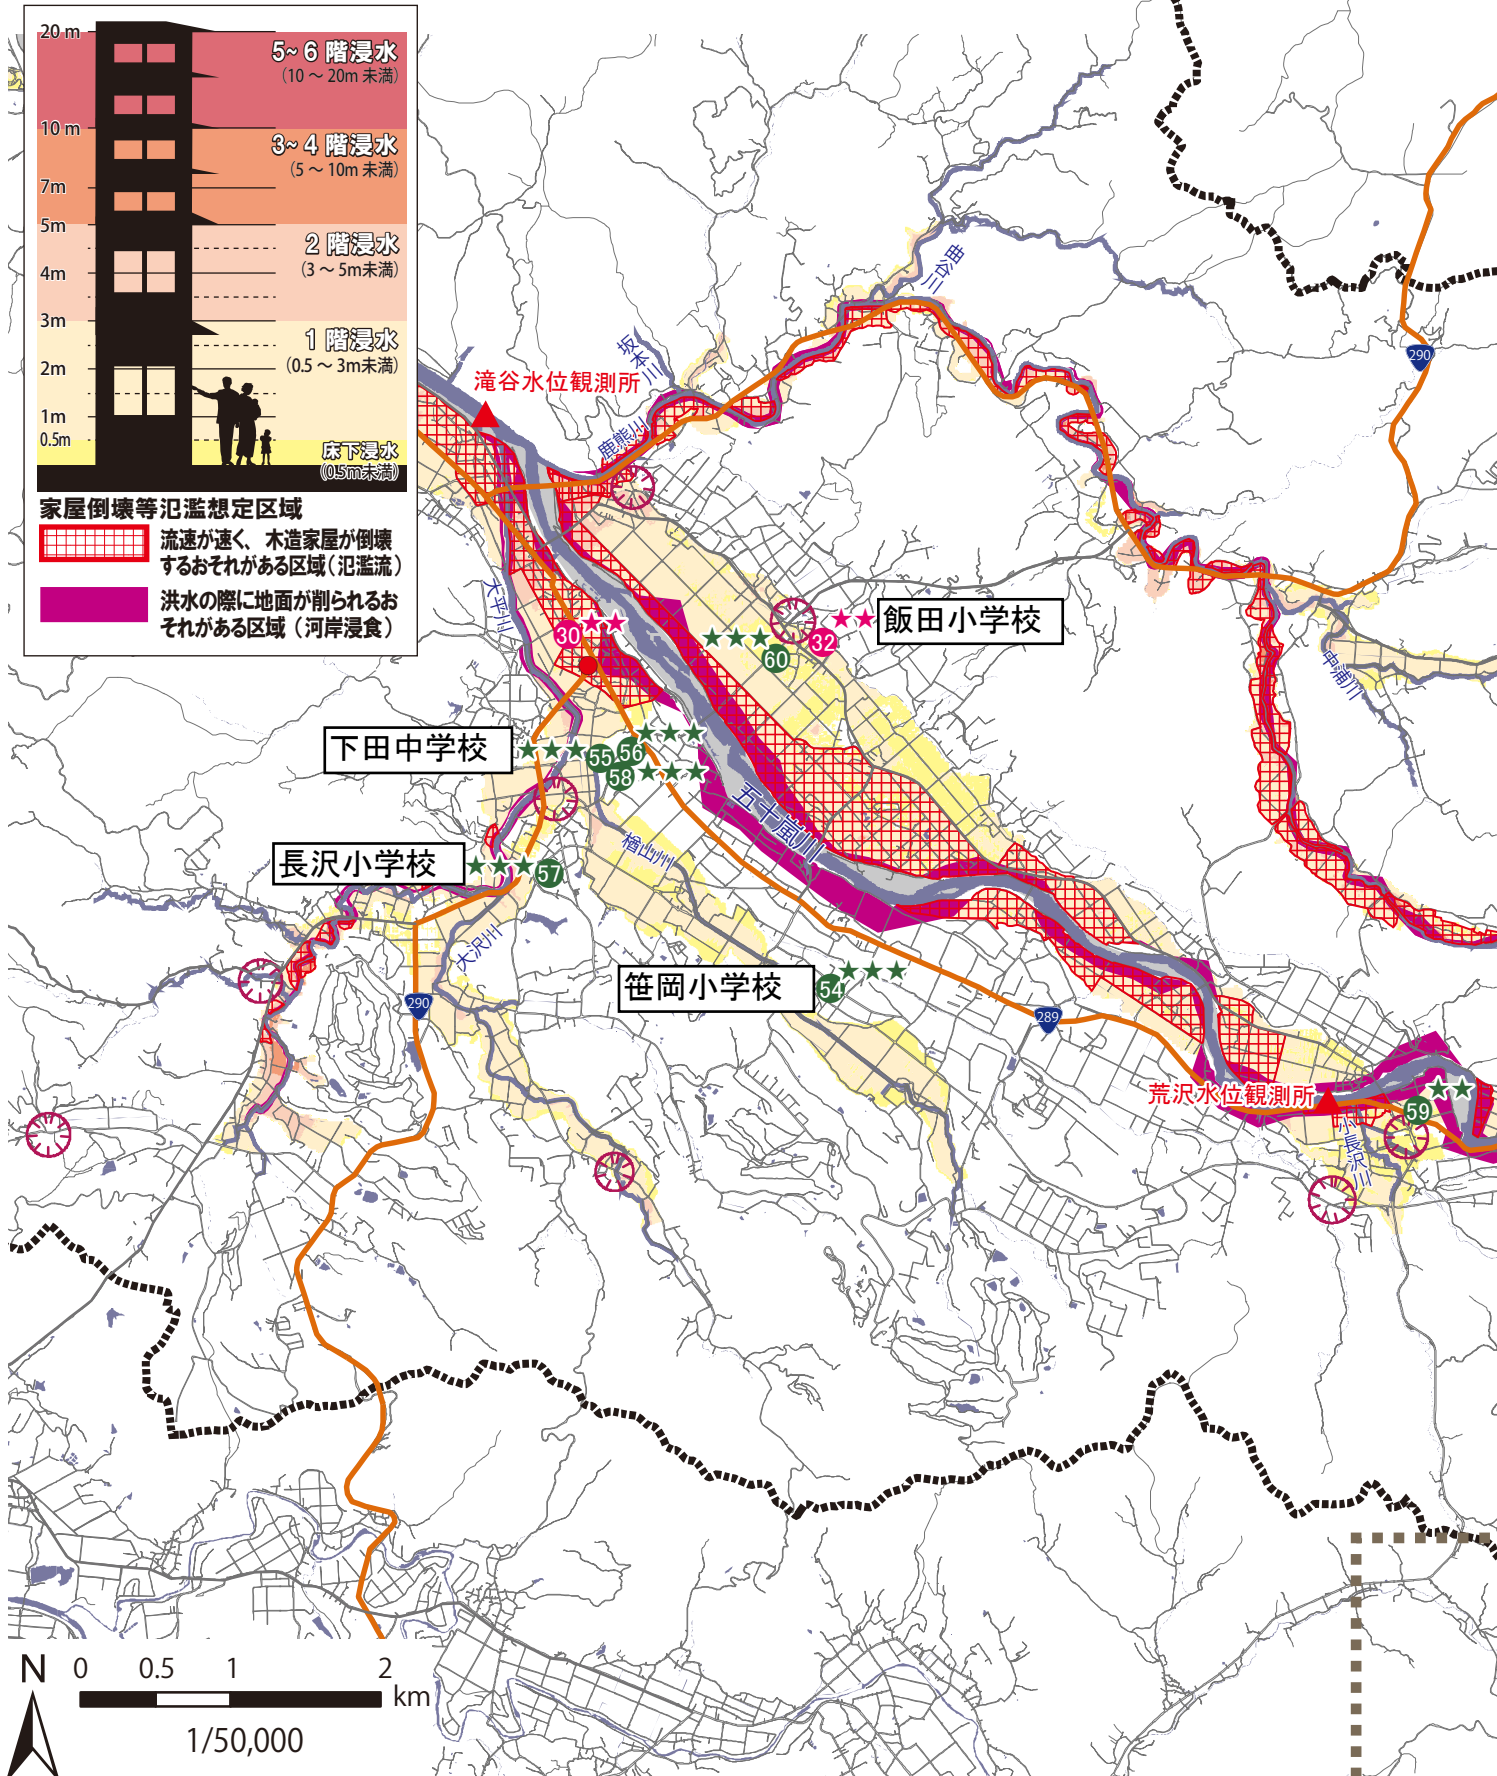 20 m
5~ 6 階浸水
(10 ～ 20m 未満)
10 m
3~ 4 階浸水
(5 ～ 10m 未満)
7m
5m
2 階浸水
(3 ～ 5m未満)
4m
3m
1 階浸水
(0.5 ～ 3m未満)
2m
1m
0.5m
床下浸水
(0.5m未満)
家屋倒壊等氾濫想定区域
流速が速く、木造家屋が倒壊
するおそれがある区域(氾濫流)
洪水の際に地面が削られるお
それがある区域（河岸浸食）
鹿熊川
坂本川
滝谷水位観測所
290
大平川
30 ★★
★★★ 60
32 ★★
飯田小学校
中浦川
下田中学校
★★★ 55
56 ★★★
58 ★★★
五十嵐川
楢山川
長沢小学校
★★★ 57
大沢川
290
笹岡小学校
54 ★★★
289
荒沢水位観測所
59 ★★
小長沢川
N
0 0.5 1 2
km
1/50,000